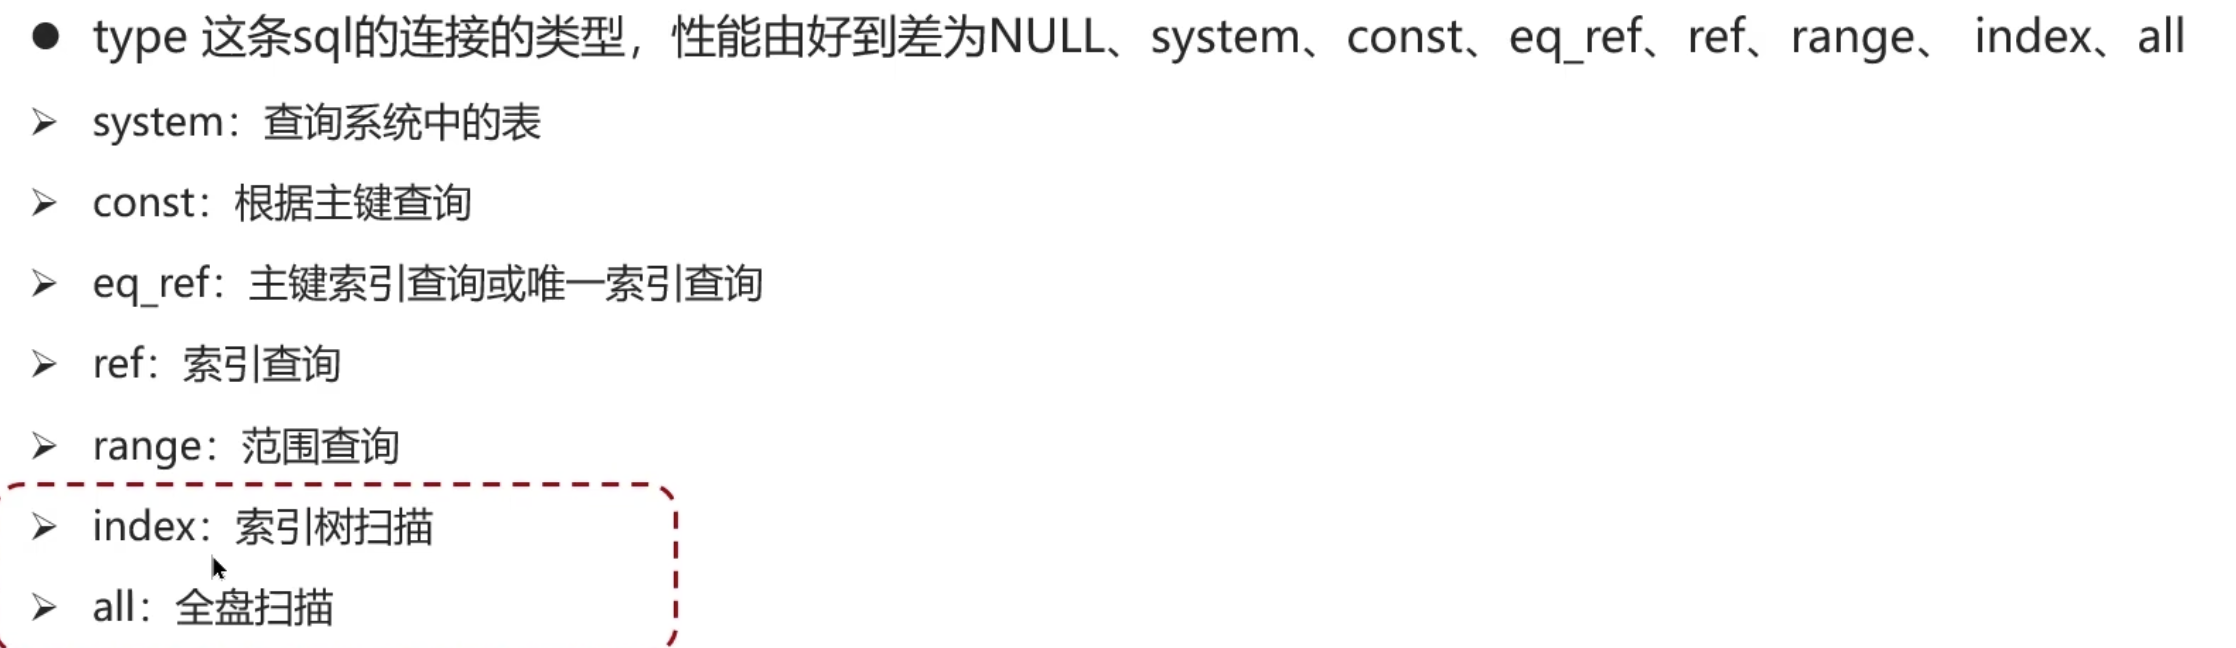 ● type 这条sql的连接的类型，性能由好到差为NULL、system、const、eq_ref、ref、range、 index、all
➢ system：查询系统中的表
➢ const：根据主键查询
➢ eq_ref：主键索引查询或唯一索引查询
➢ ref：索引查询
➢ range：范围查询
➢ index：索引树扫描
➢ all：全盘扫描